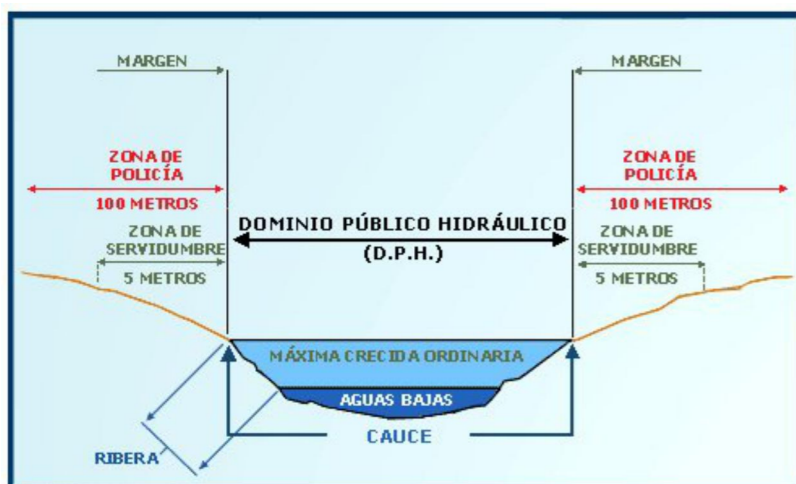 MARGEN
MARGEN
ZONA DE
POLICÍA
100 METROS
ZONA DE
POLICÍA
100 METROS
DOMINIO PÚBLICO HIDRÁULICO
(D.P.H.)
ZONA DE
SERVIDUMBRE
5 METROS
ZONA DE
SERVIDUMBRE
5 METROS
MÁXIMA CRECIDA ORDINARIA
AGUAS BAJAS
CAUCE
RIBERA